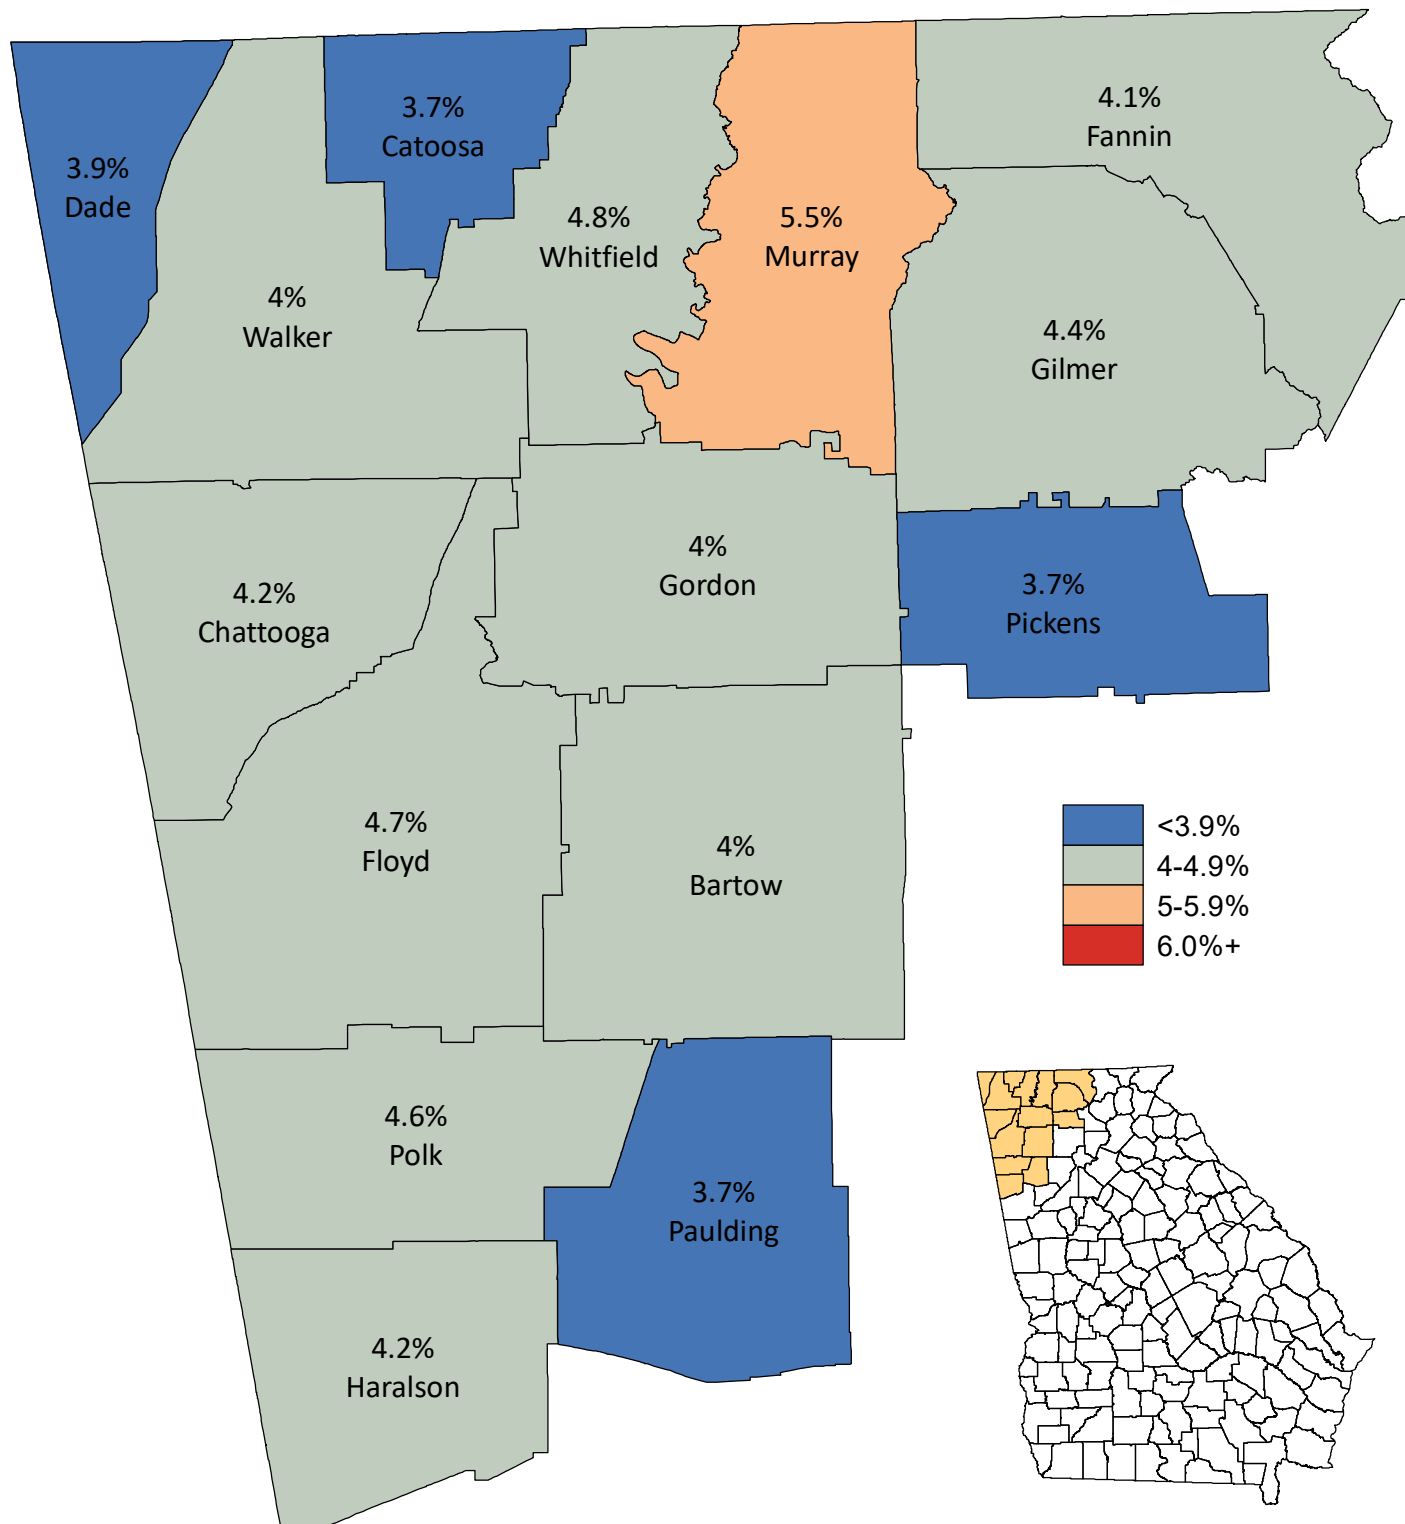 4.1%
Fannin
3.7%
Catoosa
3.9%
Dade
4.8%
Whitfield
5.5%
Murray
4%
Walker
4.4%
Gilmer
4%
Gordon
4.2%
Chattooga
3.7%
Pickens
4.7%
Floyd
4%
Bartow
<3.9%
4-4.9%
5-5.9%
6.0%+
4.6%
Polk
3.7%
Paulding
4.2%
Haralson